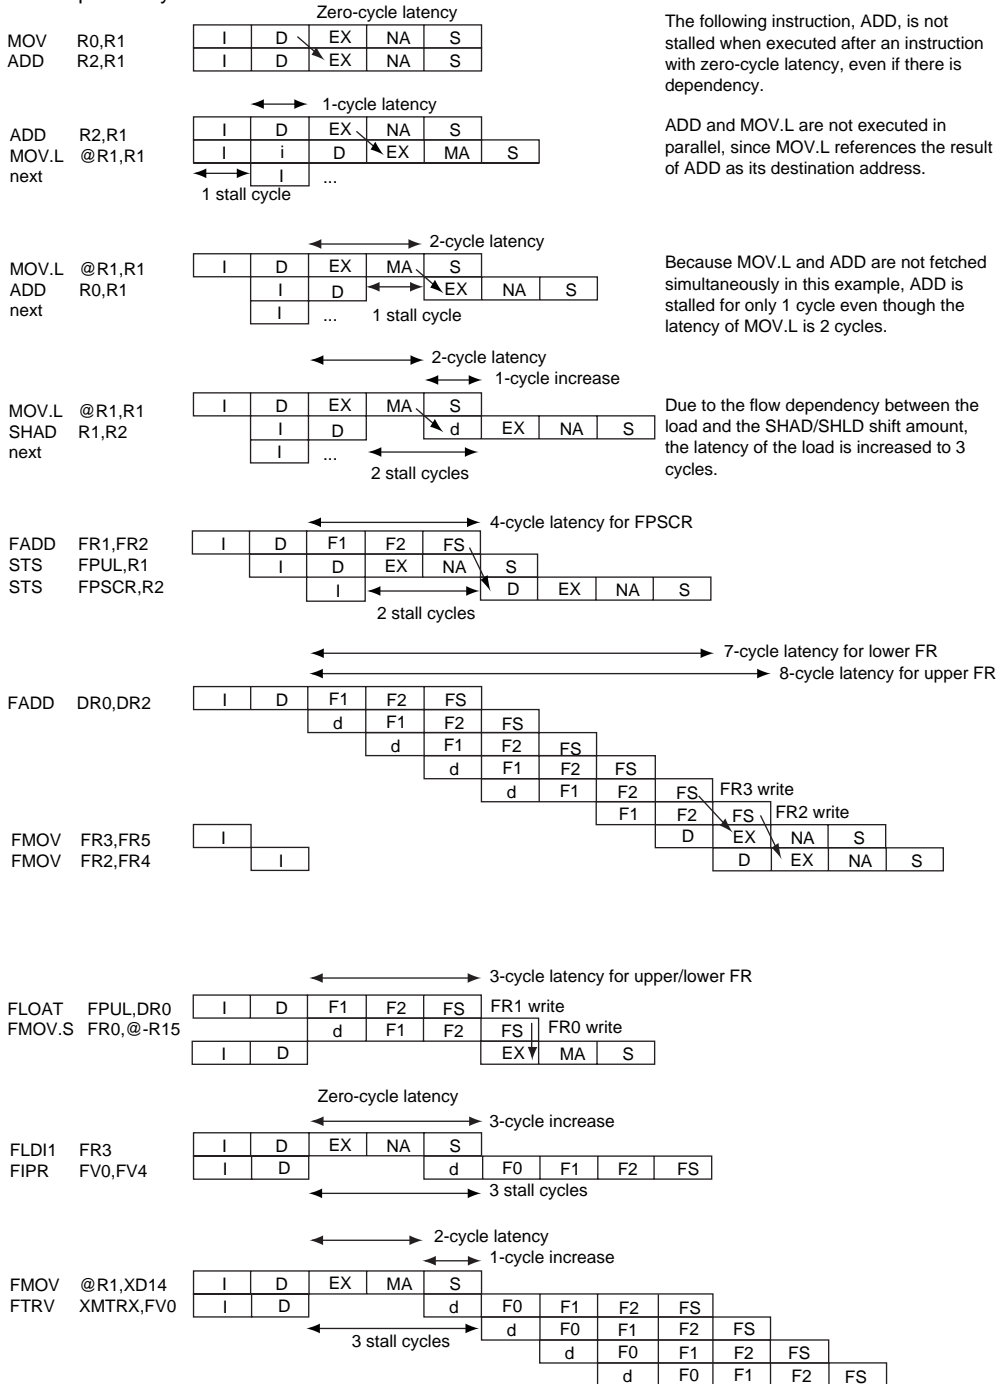 Zero-cycle latency
MOV R0,R1 I D EX NA S
ADD R2,R1 I D EX NA S
The following instruction, ADD, is not
stalled when executed after an instruction
with zero-cycle latency, even if there is
dependency.
1-cycle latency
ADD R2,R1 I D EX NA S
MOV.L @R1,R1 I i D EX MA S
next I ...
1 stall cycle
ADD and MOV.L are not executed in
parallel, since MOV.L references the result
of ADD as its destination address.
2-cycle latency
MOV.L @R1,R1 I D EX MA S
ADD R0,R1 I D EX NA S
next I ... 1 stall cycle
Because MOV.L and ADD are not fetched
simultaneously in this example, ADD is
stalled for only 1 cycle even though the
latency of MOV.L is 2 cycles.
2-cycle latency
1-cycle increase
MOV.L @R1,R1 I D EX MA S
SHAD R1,R2 I D d EX NA S
next I ...
2 stall cycles
Due to the flow dependency between the
load and the SHAD/SHLD shift amount,
the latency of the load is increased to 3
cycles.
4-cycle latency for FPSCR
FADD FR1,FR2 I D F1 F2 FS
STS FPUL,R1 I D EX NA S
STS FPSCR,R2 I D EX NA S
2 stall cycles
7-cycle latency for lower FR
8-cycle latency for upper FR
FADD DR0,DR2 I D F1 F2 FS
d F1 F2 FS
d F1 F2 FS
d F1 F2 FS
d F1 F2 FS FR3 write
F1 F2 FS FR2 write
FMOV FR3,FR5 I D EX NA S
FMOV FR2,FR4 I D EX NA S
3-cycle latency for upper/lower FR
FLOAT FPUL,DR0 I D F1 F2 FS FR1 write
FMOV.S FR0,@-R15 d F1 F2 FS FR0 write
I D EX MA S
Zero-cycle latency
3-cycle increase
FLDI1 FR3 I D EX NA S
FIPR FV0,FV4 I D d F0 F1 F2 FS
3 stall cycles
2-cycle latency
1-cycle increase
FMOV @R1,XD14 I D EX MA S
FTRV XMTRX,FV0 I D d F0 F1 F2 FS
3 stall cycles d F0 F1 F2 FS
d F0 F1 F2 FS
d F0 F1 F2 FS